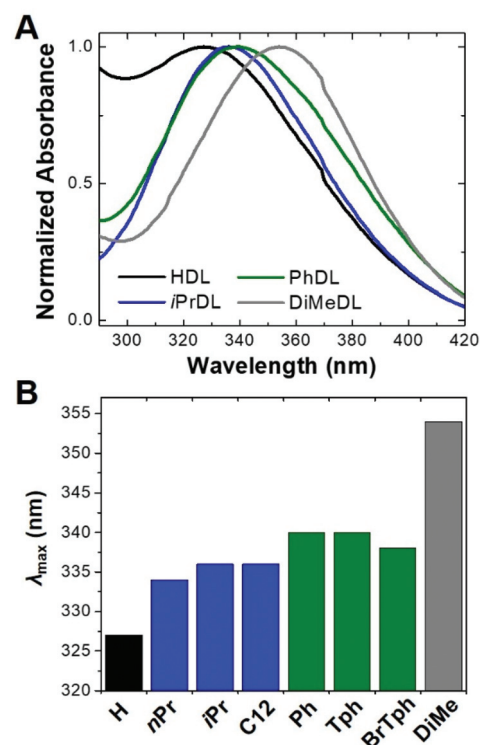 A
Normalized Absorbance
1.0
0.5
0.0
HDL
PhDL
iPrDL
DiMeDL
300 320 340 360 380 400 420
Wavelength (nm)
B
λmax (nm)
355
350
345
340
335
330
325
320
H nPr iPr C12 Ph Tph BrTph DiMe